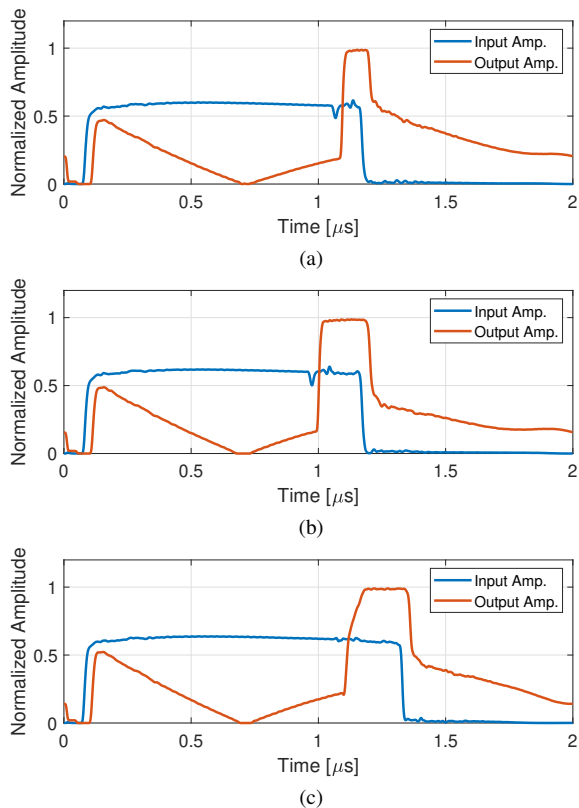 Normalized Amplitude
1
0.5
0
Input Amp.
Output Amp.
0 0.5 1 1.5 2
Time [μs]
(a)
Normalized Amplitude
1
0.5
0
Input Amp.
Output Amp.
0 0.5 1 1.5 2
Time [μs]
(b)
Normalized Amplitude
1
0.5
0
Input Amp.
Output Amp.
0 0.5 1 1.5 2
Time [μs]
(c)